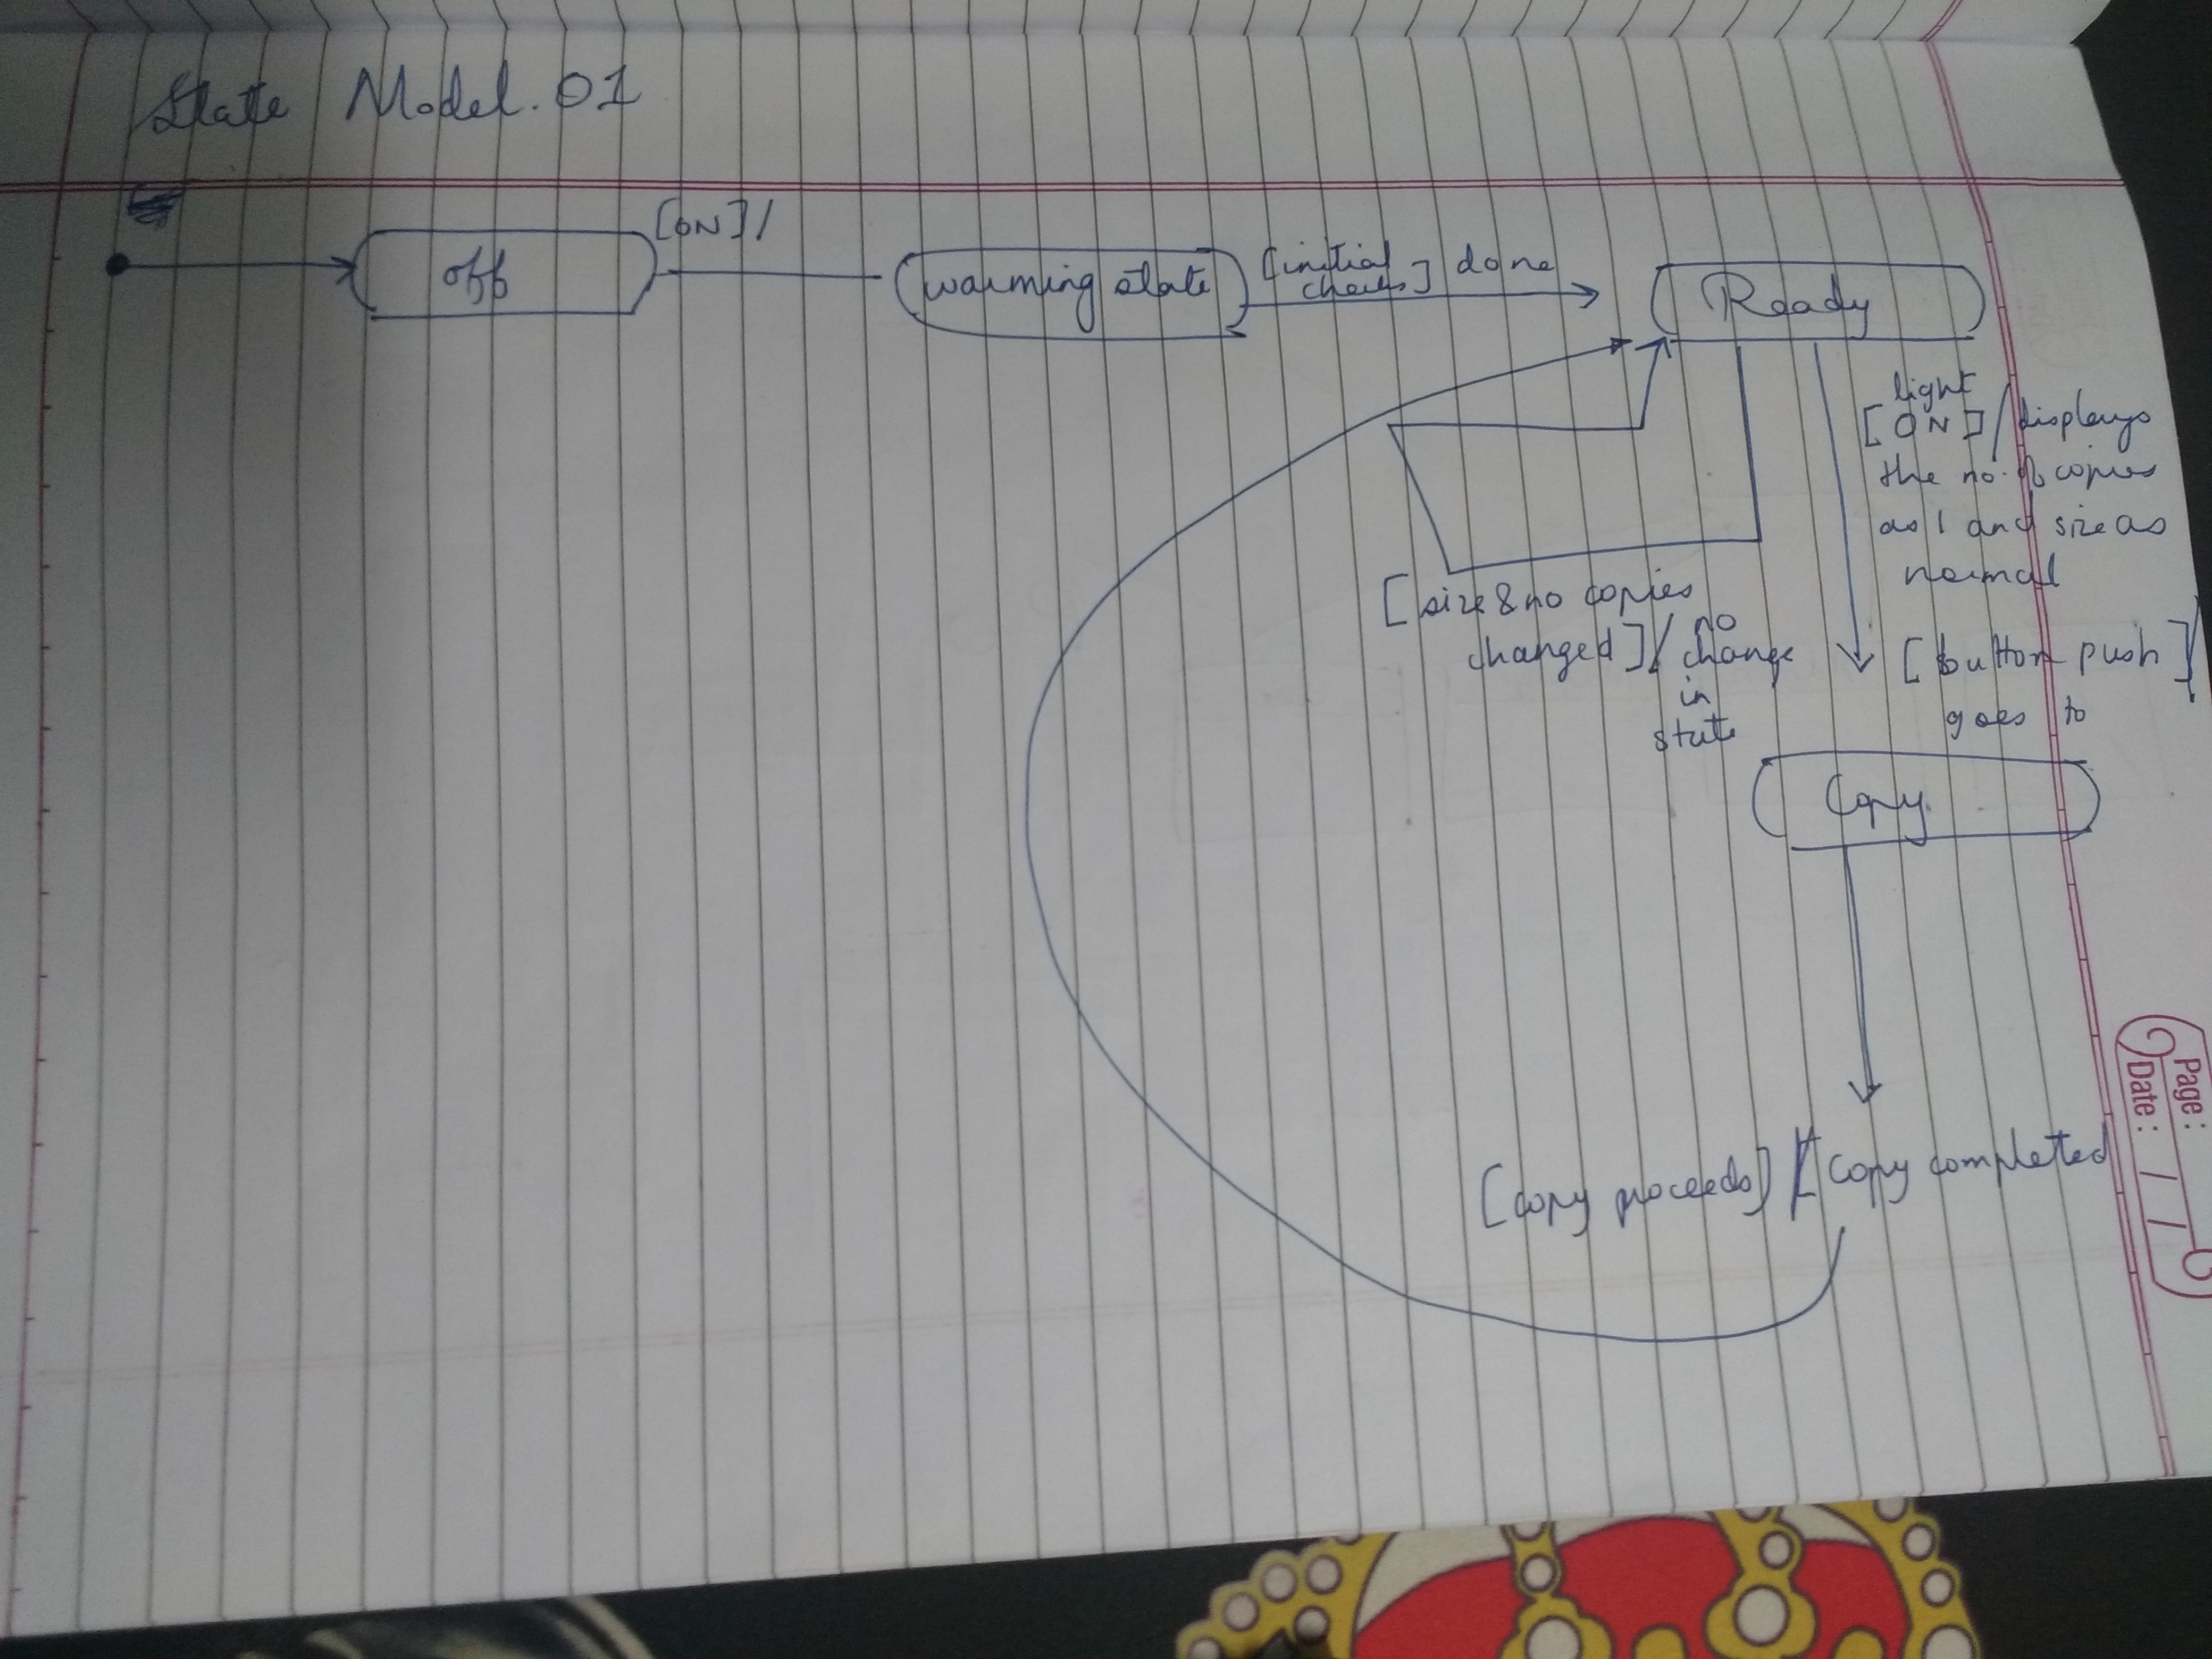 State Model.01
[ON]/
off
warming state
[initial
checks] done
Ready
light
[ON]/displays
the no. of copies
as 1 and size as
normal
[size & no copies
changed]/ no
change
in
state
[button push]/
goes to
Copy
[copy proceeds]/ Copy completed
Page:
Date: / /